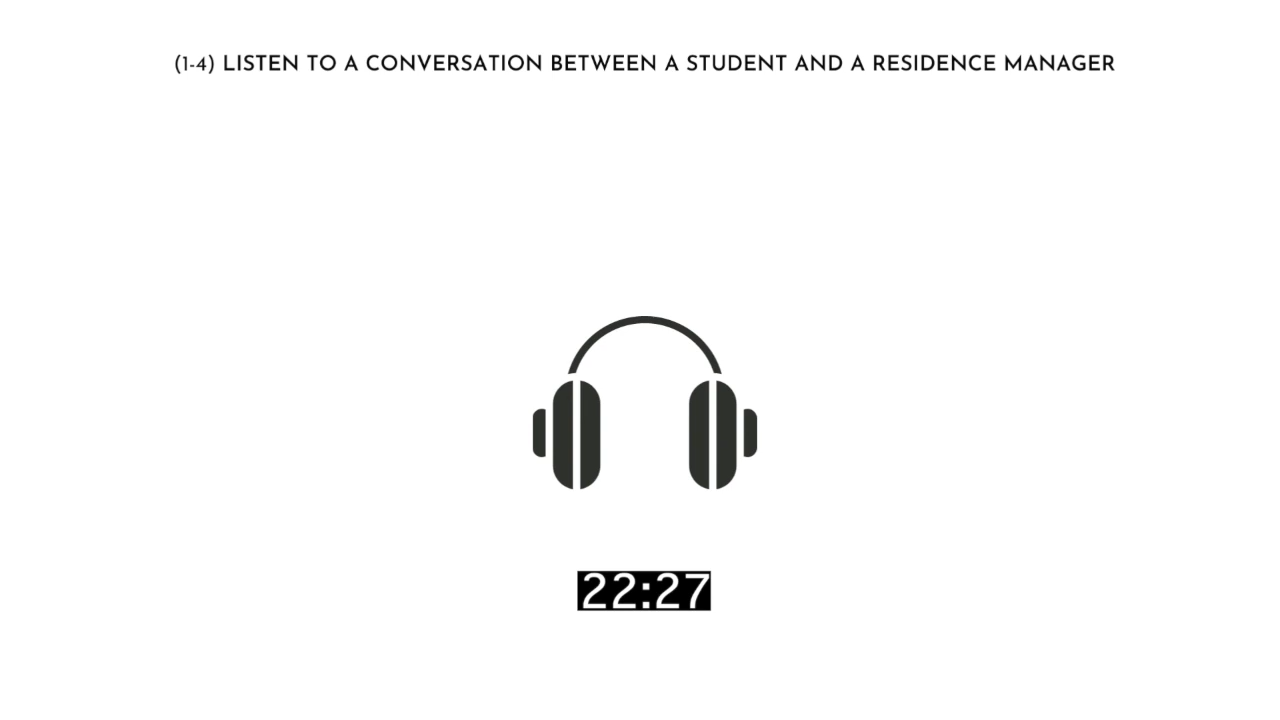 (1-4) LISTEN TO A CONVERSATION BETWEEN A STUDENT AND A RESIDENCE MANAGER
22:27